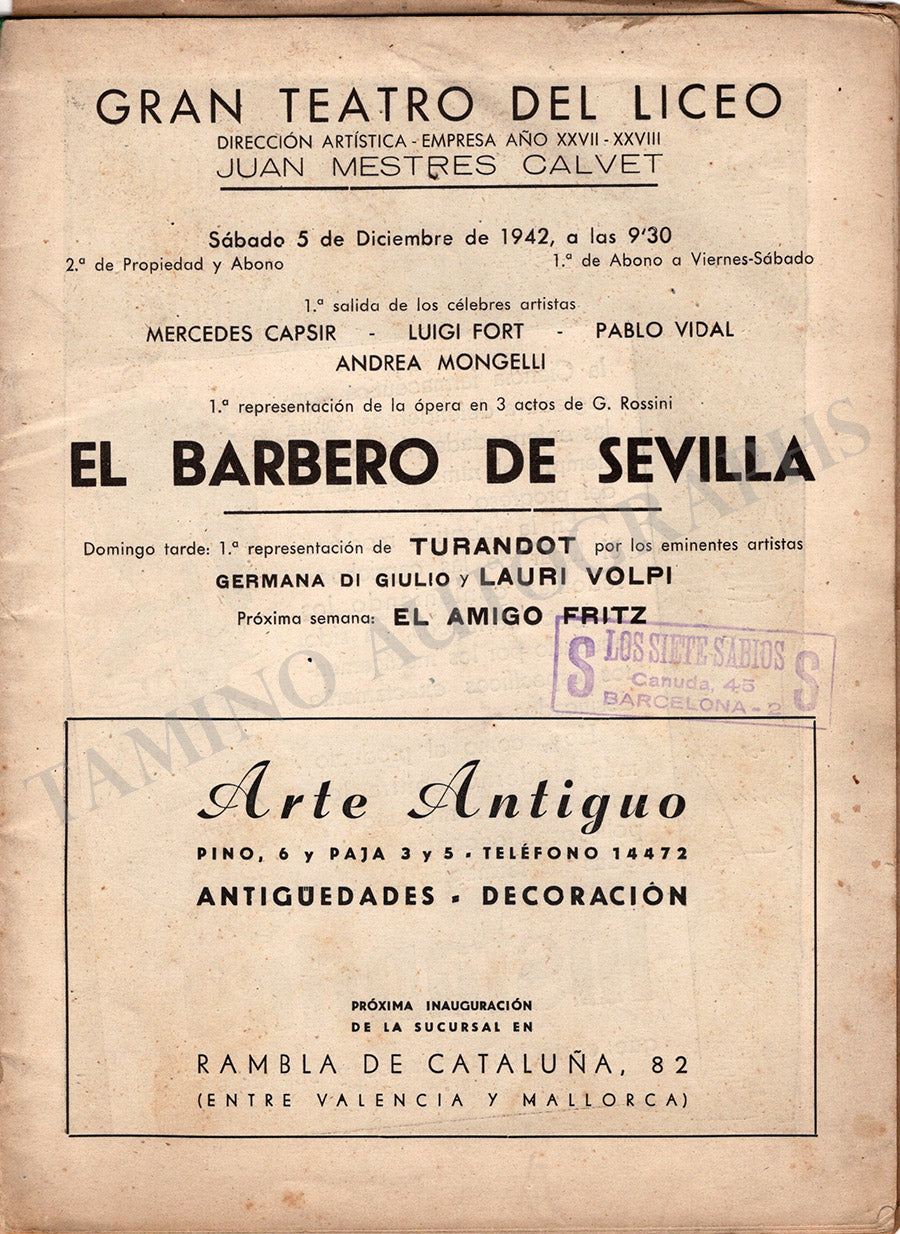 GRAN TEATRO DEL LICEO
DIRECCIÓN ARTÍSTICA - EMPRESA AÑO XXVII - XXVIII
JUAN MESTRES CALVET
Sábado 5 de Diciembre de 1942, a las 9'30
2.ª de Propiedad y Abono 1.ª de Abono a Viernes-Sábado
1.ª salida de los célebres artistas
MERCEDES CAPSIR - LUIGI FORT - PABLO VIDAL
ANDREA MONGELLI
1.ª representación de la ópera en 3 actos de G. Rossini
EL BARBERO DE SEVILLA
Domingo tarde: 1.ª representación de TURANDOT por los eminentes artistas
GERMANA DI GIULIO y LAURI VOLPI
Próxima semana: EL AMIGO FRITZ
S LOS SIETE-SABIOS S
Canuda, 45
BARCELONA - 2
TAMINO AUTOGRAPHS
Arte Antiguo
PINO, 6 y PAJA 3 y 5 - TELÉFONO 14472
ANTIGÜEDADES - DECORACIÓN
PRÓXIMA INAUGURACIÓN
DE LA SUCURSAL EN
RAMBLA DE CATALUÑA, 82
(ENTRE VALENCIA Y MALLORCA)